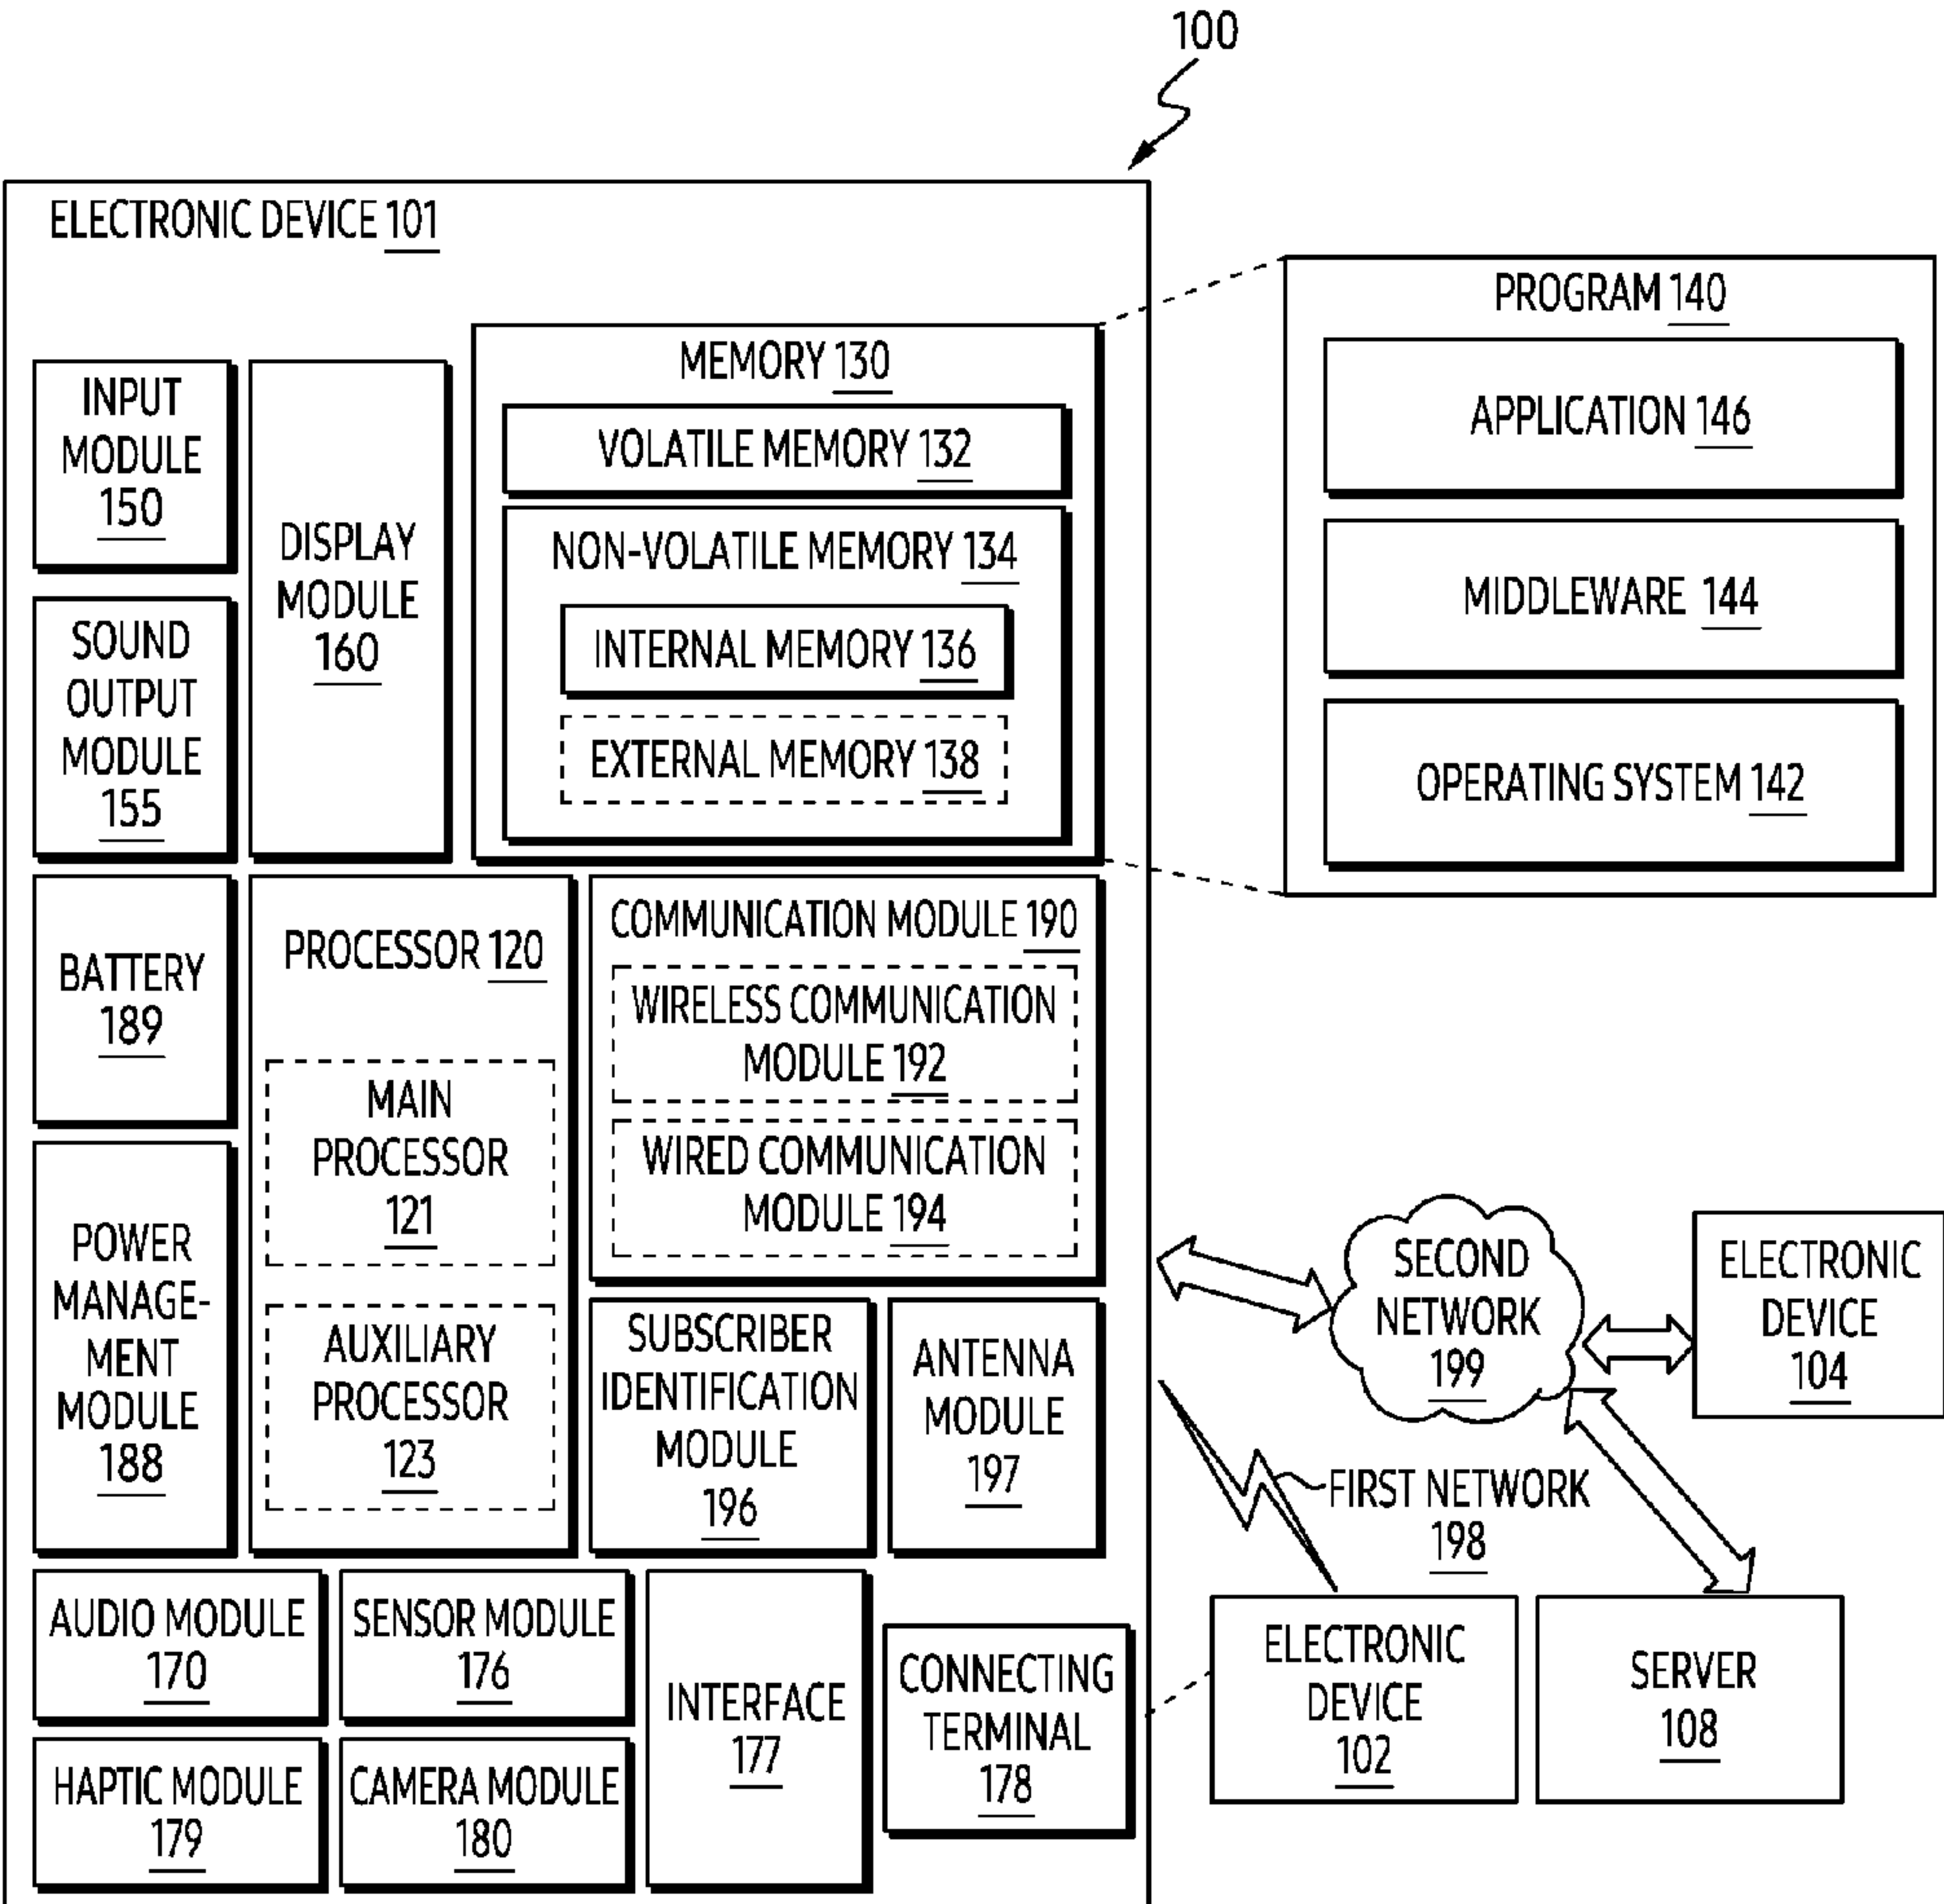 100
ELECTRONIC DEVICE 101
INPUT
MODULE
150
SOUND
OUTPUT
MODULE
155
DISPLAY
MODULE
160
MEMORY 130
VOLATILE MEMORY 132
NON-VOLATILE MEMORY 134
INTERNAL MEMORY 136
EXTERNAL MEMORY 138
PROGRAM 140
APPLICATION 146
MIDDLEWARE 144
OPERATING SYSTEM 142
BATTERY
189
POWER
MANAGE-
MENT
MODULE
188
PROCESSOR 120
MAIN
PROCESSOR
121
AUXILIARY
PROCESSOR
123
COMMUNICATION MODULE 190
WIRELESS COMMUNICATION
MODULE 192
WIRED COMMUNICATION
MODULE 194
SUBSCRIBER
IDENTIFICATION
MODULE
196
ANTENNA
MODULE
197
SECOND
NETWORK
199
ELECTRONIC
DEVICE
104
FIRST NETWORK
198
AUDIO MODULE
170
SENSOR MODULE
176
HAPTIC MODULE
179
CAMERA MODULE
180
INTERFACE
177
CONNECTING
TERMINAL
178
ELECTRONIC
DEVICE
102
SERVER
108